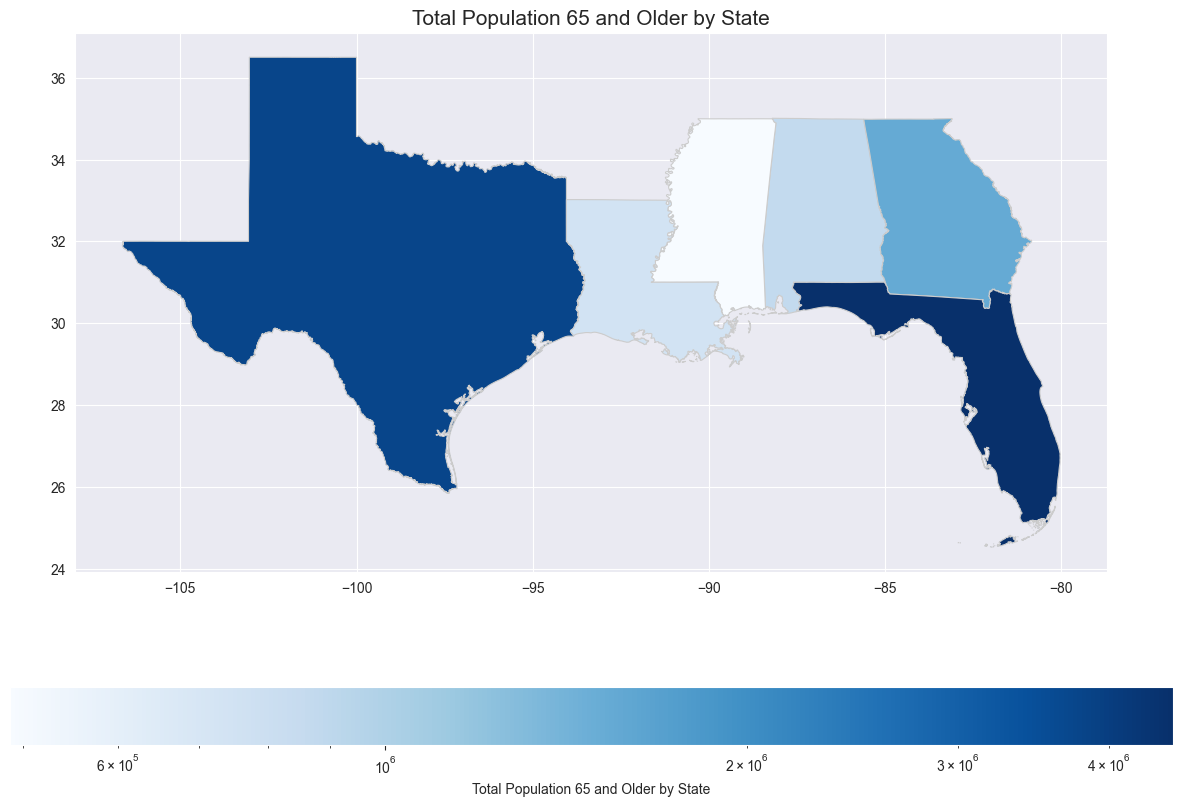 Total Population 65 and Older by State
36
34
32
30
28
26
24
−105 −100 −95 −90 −85 −80
6 × 10⁵ 10⁶ 2 × 10⁶ 3 × 10⁶ 4 × 10⁶
Total Population 65 and Older by State